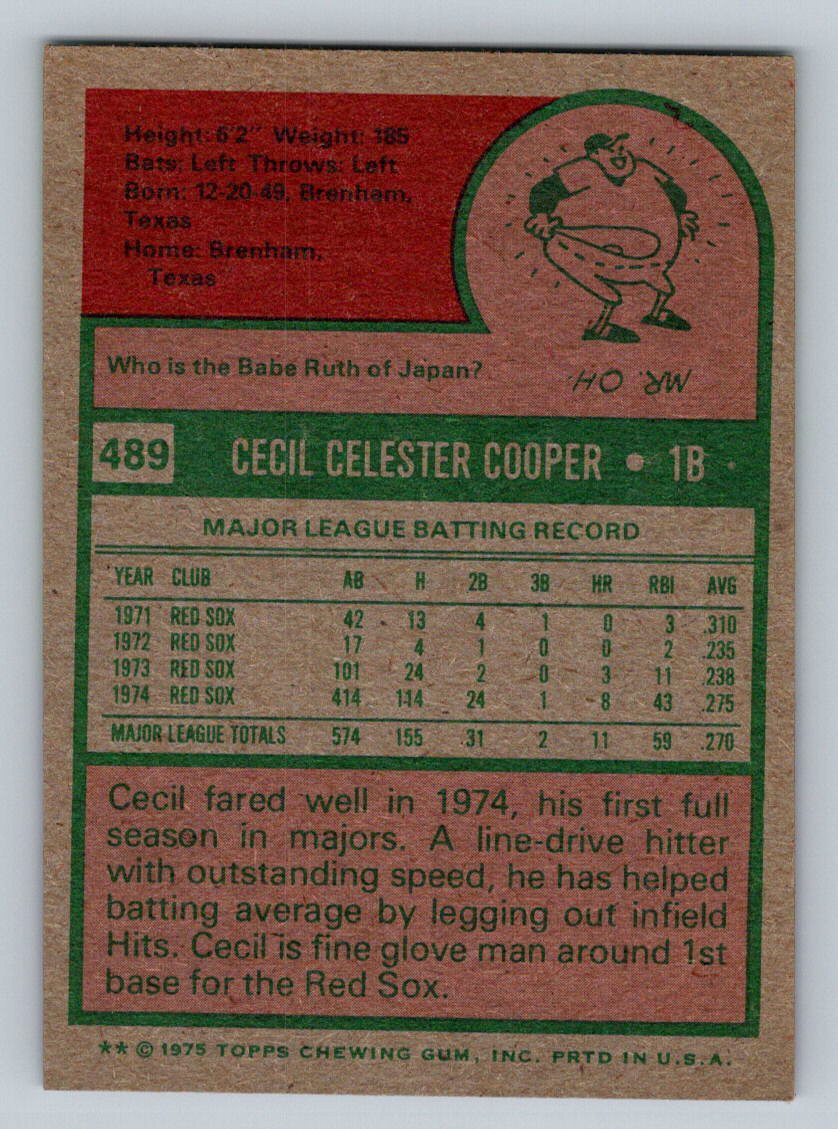 Height: 6'2" Weight: 185
Bats: Left Throws: Left
Born: 12-20-49, Brenham,
Texas
Home: Brenham,
Texas
Who is the Babe Ruth of Japan?
MR. OH.
489 CECIL CELESTER COOPER • 1B
MAJOR LEAGUE BATTING RECORD
YEAR CLUB AB H 2B 3B HR RBI AVG
1971 RED SOX 42 13 4 1 0 3 .310
1972 RED SOX 17 4 1 0 0 2 .235
1973 RED SOX 101 24 2 0 3 11 .238
1974 RED SOX 414 114 24 1 8 43 .275
MAJOR LEAGUE TOTALS 574 155 31 2 11 59 .270
Cecil fared well in 1974, his first full
season in majors. A line-drive hitter
with outstanding speed, he has helped
batting average by legging out infield
Hits. Cecil is fine glove man around 1st
base for the Red Sox.
** © 1975 TOPPS CHEWING GUM, INC. PRTD IN U.S.A.